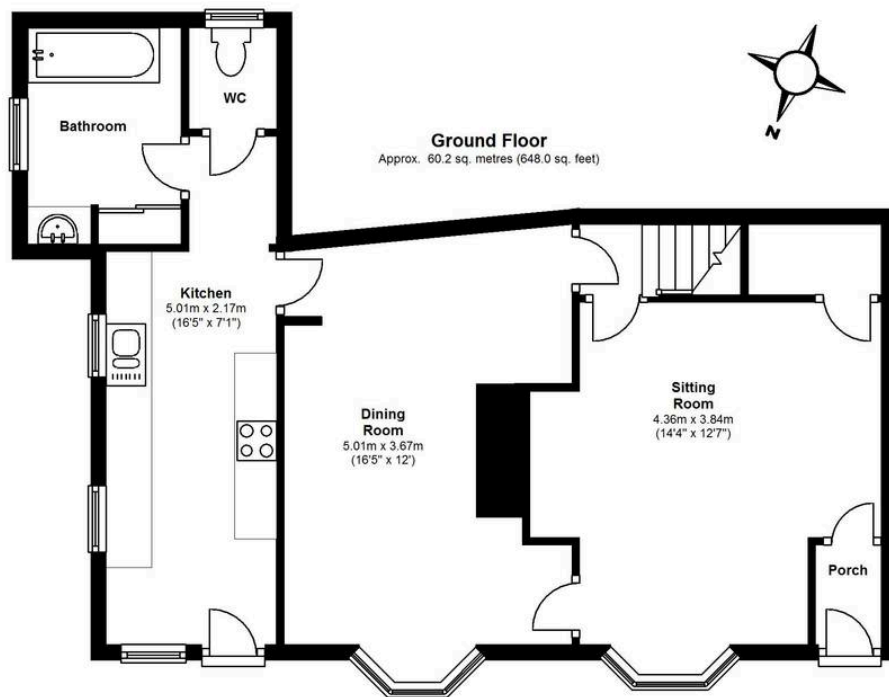 WC
Bathroom
N
Ground Floor
Approx. 60.2 sq. metres (648.0 sq. feet)
Kitchen
5.01m x 2.17m
(16'5" x 7'1")
Dining
Room
5.01m x 3.67m
(16'5" x 12')
Sitting
Room
4.36m x 3.84m
(14'4" x 12'7")
Porch